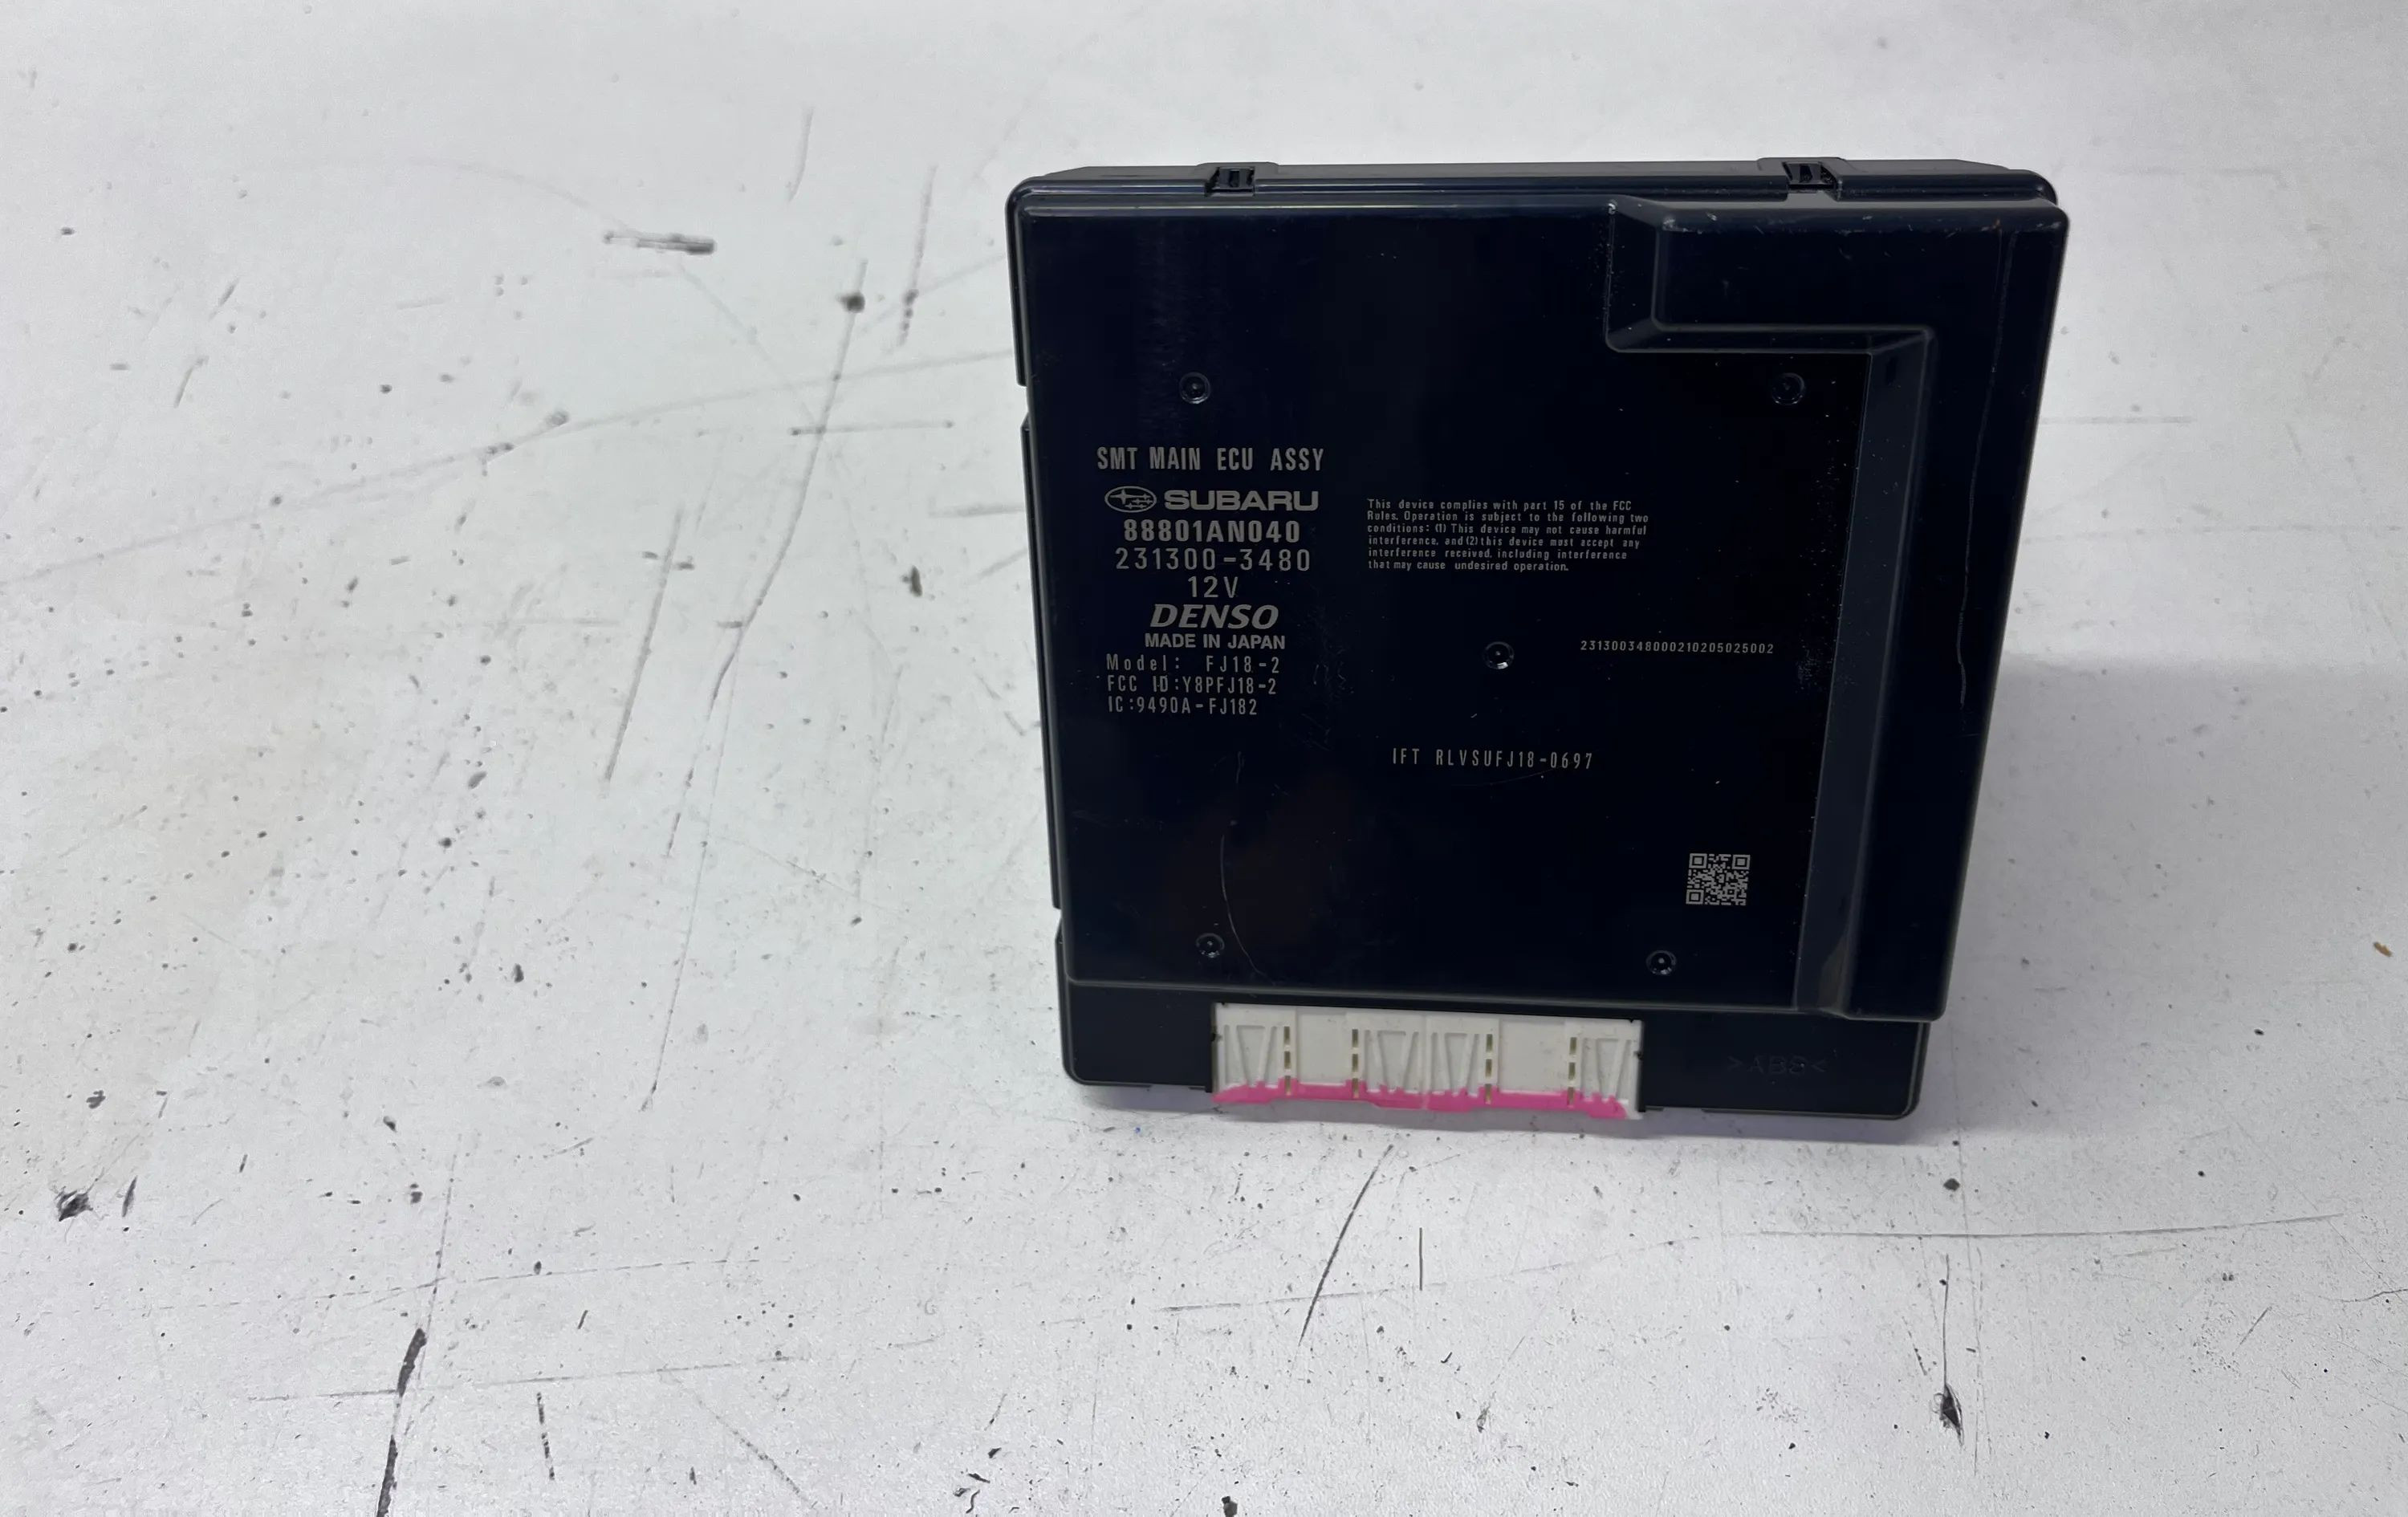 SMT MAIN ECU ASSY
SUBARU
88801AN040
231300-3480
12V
DENSO
MADE IN JAPAN
Model: FJ18-2
FCC ID:Y8PFJ18-2
IC:9490A-FJ182
This device complies with part 15 of the FCC
Rules. Operation is subject to the following two
conditions: (1) This device may not cause harmful
interference, and (2) this device must accept any
interference received, including interference
that may cause undesired operation.
231300348000210205025002
IFT RLVSUFJ18-0697
>ABS<